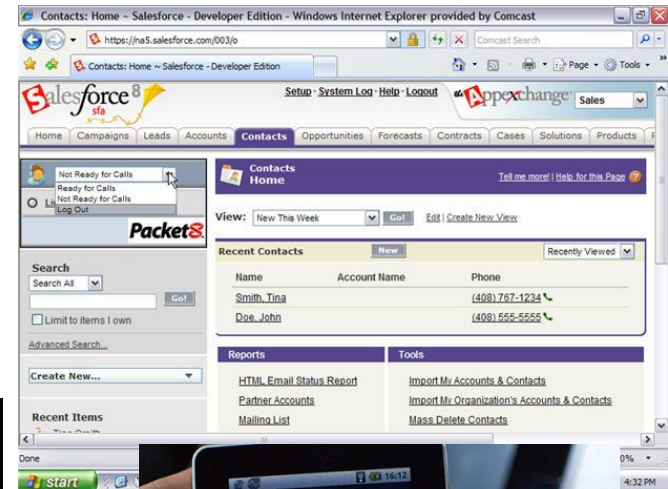 Contacts: Home ~ Salesforce - Developer Edition - Windows Internet Explorer provided by Comcast
https://na5.salesforce.com/003/o
Comcast Search
Contacts: Home ~ Salesforce - Developer Edition
Page
Tools
Salesforce 8
sfa
Setup · System Log · Help · Logout
AppExchange
Sales
Home Campaigns Leads Accounts Contacts Opportunities Forecasts Contracts Cases Solutions Products
Not Ready for Calls
Ready for Calls
Not Ready for Calls
Log Out
Packet8
Contacts
Home
Tell me more! | Help for this Page
View: New This Week Go! Edit | Create New View
Recent Contacts New Recently Viewed
Name Account Name Phone
Smith, Tina (408) 767-1234
Doe, John (408) 555-5555
Search
Search All
Go!
Limit to items I own
Advanced Search...
Create New...
Recent Items
Reports Tools
HTML Email Status Report Import My Accounts & Contacts
Partner Accounts Import My Organization's Accounts & Contacts
Mailing List Mass Delete Contacts
Done
0%
start
16:12
4:32 PM